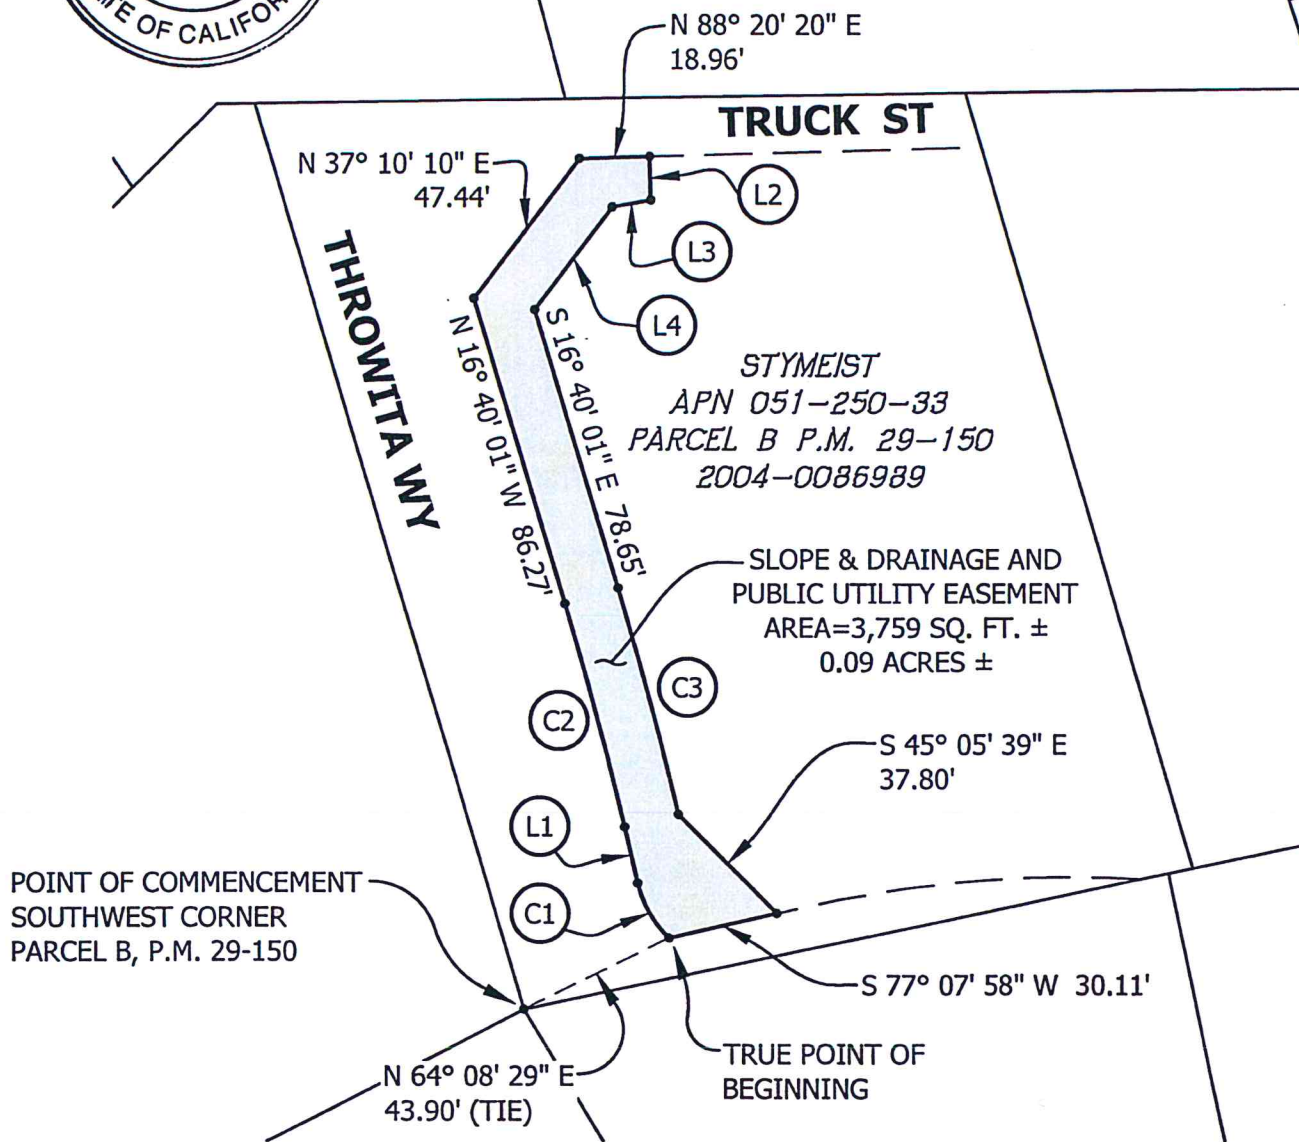 TE OF CALIFOR
N 88° 20' 20" E
18.96'
TRUCK ST
N 37° 10' 10" E
47.44'
L2
L3
L4
THROWITA WY
N 16° 40' 01" W 86.27'
S 16° 40' 01" E 78.65'
STYMEIST
APN 051-250-33
PARCEL B P.M. 29-150
2004-0086989
SLOPE & DRAINAGE AND
PUBLIC UTILITY EASEMENT
AREA=3,759 SQ. FT. ±
0.09 ACRES ±
C3
C2
S 45° 05' 39" E
37.80'
L1
C1
POINT OF COMMENCEMENT
SOUTHWEST CORNER
PARCEL B, P.M. 29-150
S 77° 07' 58" W 30.11'
TRUE POINT OF
BEGINNING
N 64° 08' 29" E
43.90' (TIE)